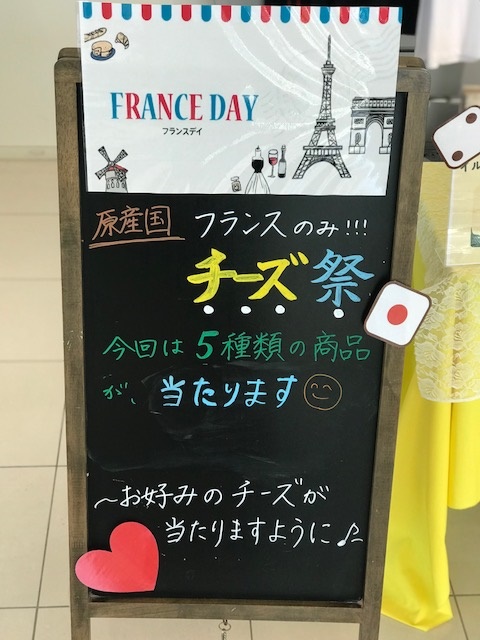 FRANCE DAY
フランスデイ
原産国 フランスのみ!!!
チーズ祭
今回は5種類の商品
が、当たります
～お好みのチーズが
当たりますように♪